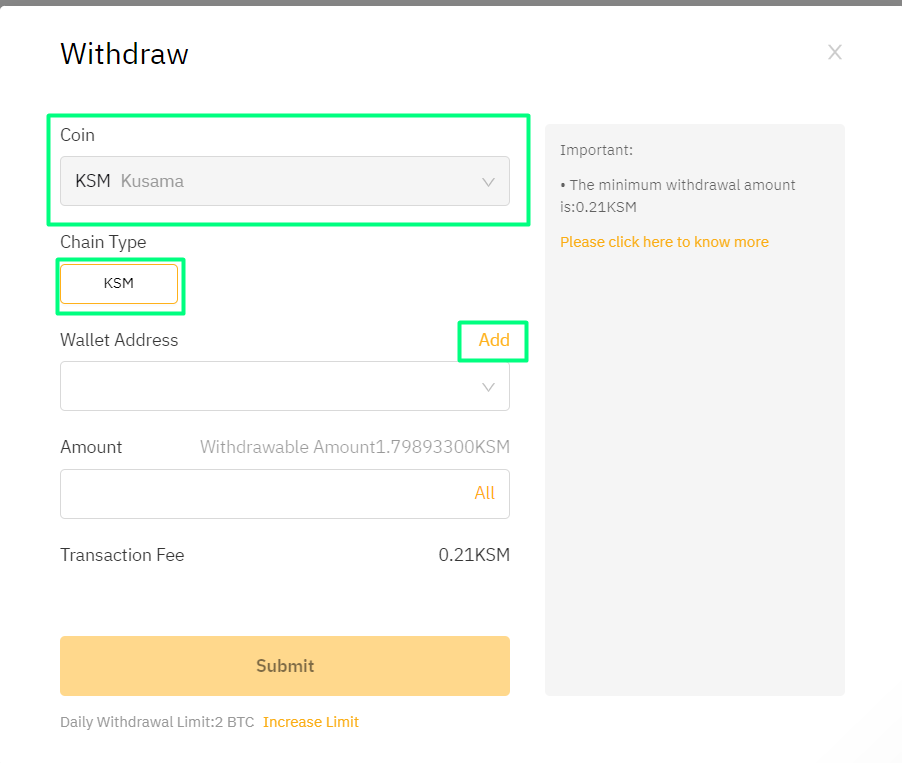 Withdraw
Coin
KSM Kusama
Chain Type
KSM
Wallet Address Add
Amount Withdrawable Amount1.79893300KSM
All
Transaction Fee 0.21KSM
Submit
Daily Withdrawal Limit:2 BTC Increase Limit
Important:
• The minimum withdrawal amount
is:0.21KSM
Please click here to know more